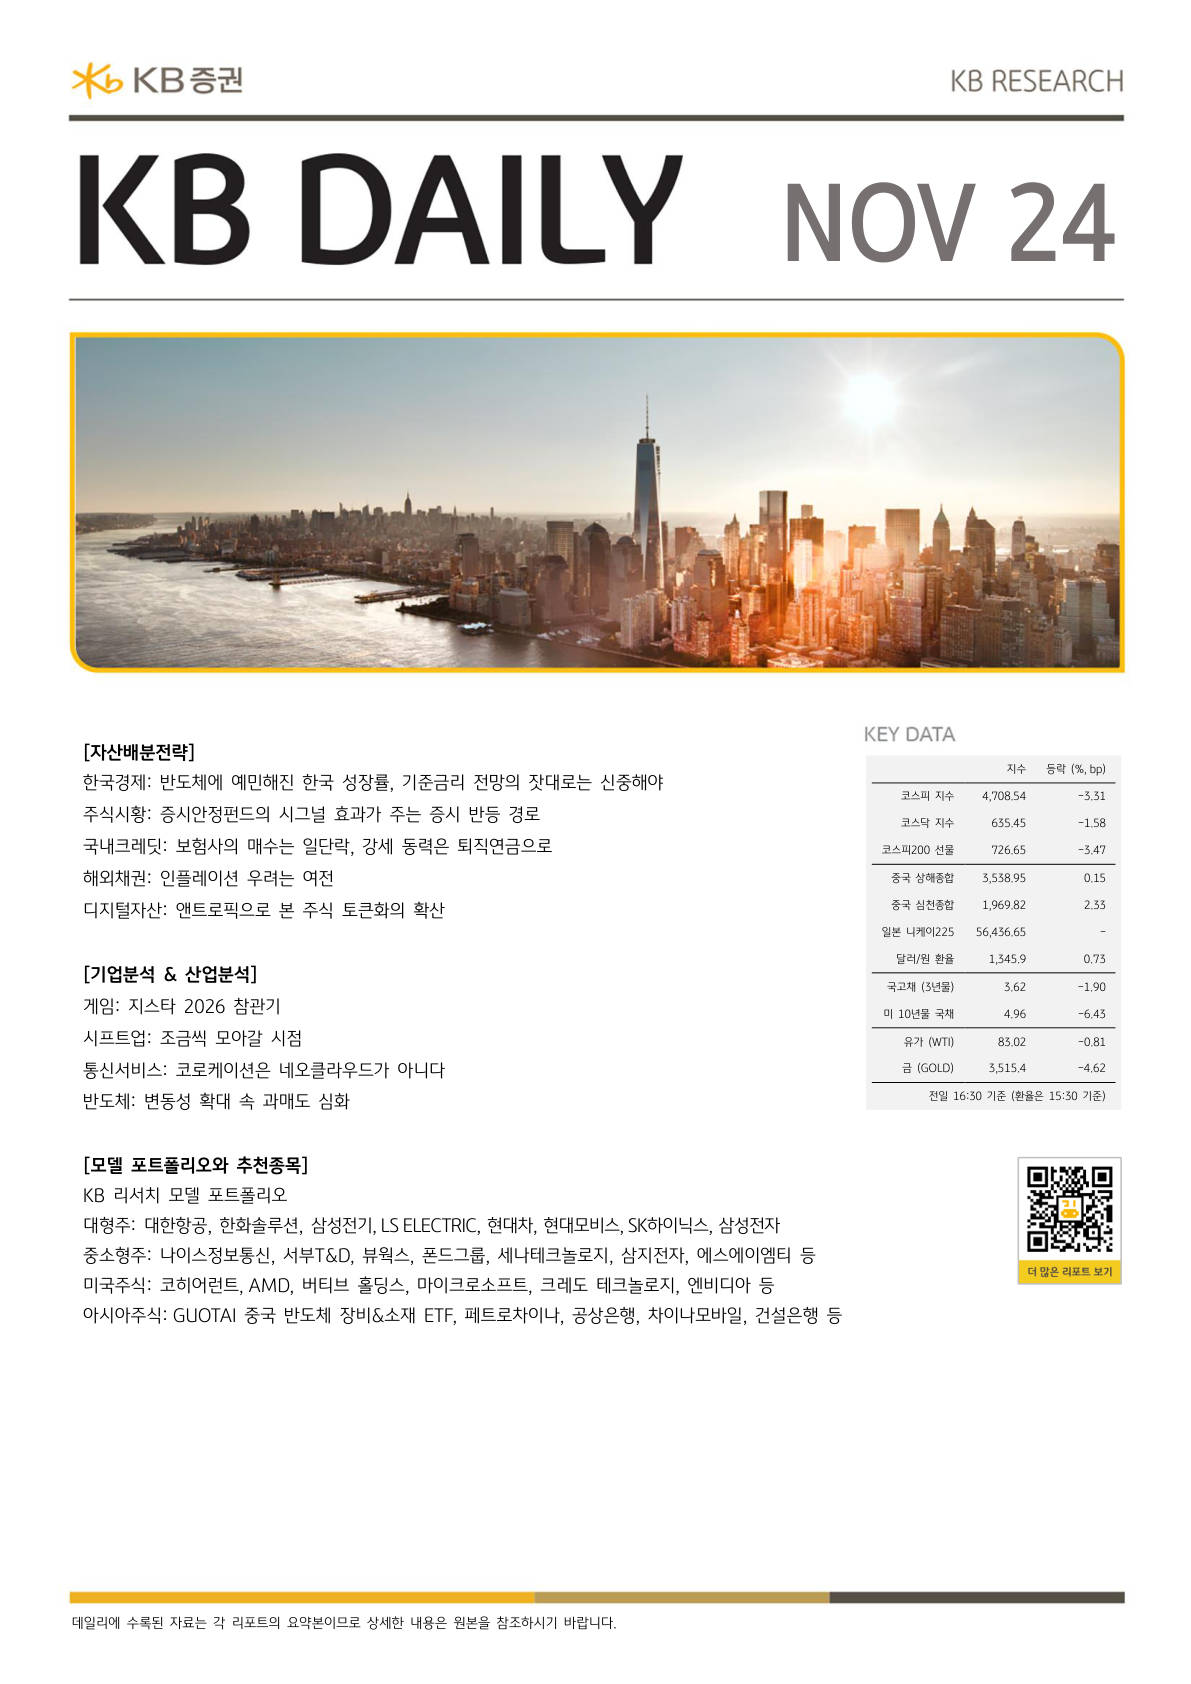 KB증권
KB RESEARCH
KB DAILY
NOV 24
[자산배분전략]
한국경제: 반도체에 예민해진 한국 성장률, 기준금리 전망의 잣대로는 신중해야
주식시황: 증시안정펀드의 시그널 효과가 주는 증시 반등 경로
국내크레딧: 보험사의 매수는 일단락, 강세 동력은 퇴직연금으로
해외채권: 인플레이션 우려는 여전
디지털자산: 앤트로픽으로 본 주식 토큰화의 확산
[기업분석 & 산업분석]
게임: 지스타 2026 참관기
시프트업: 조금씩 모아갈 시점
통신서비스: 코로케이션은 네오클라우드가 아니다
반도체: 변동성 확대 속 과매도 심화
[모델 포트폴리오와 추천종목]
KB 리서치 모델 포트폴리오
대형주: 대한항공, 한화솔루션, 삼성전기, LS ELECTRIC, 현대차, 현대모비스, SK하이닉스, 삼성전자
중소형주: 나이스정보통신, 서부T&D, 뷰웍스, 폰드그룹, 세나테크놀로지, 삼지전자, 에스에이엠티 등
미국주식: 코히어런트, AMD, 버티브 홀딩스, 마이크로소프트, 크레도 테크놀로지, 엔비디아 등
아시아주식: GUOTAI 중국 반도체 장비&소재 ETF, 페트로차이나, 공상은행, 차이나모바일, 건설은행 등
KEY DATA
지수 등락 (%, bp)
코스피 지수 4,708.54 -3.31
코스닥 지수 635.45 -1.58
코스피200 선물 726.65 -3.47
중국 상해종합 3,538.95 0.15
중국 심천종합 1,969.82 2.33
일본 니케이225 56,436.65 -
달러/원 환율 1,345.9 0.73
국고채 (3년물) 3.62 -1.90
미 10년물 국채 4.96 -6.43
유가 (WTI) 83.02 -0.81
금 (GOLD) 3,515.4 -4.62
전일 16:30 기준 (환율은 15:30 기준)
더 많은 리포트 보기
데일리에 수록된 자료는 각 리포트의 요약본이므로 상세한 내용은 원본을 참조하시기 바랍니다.